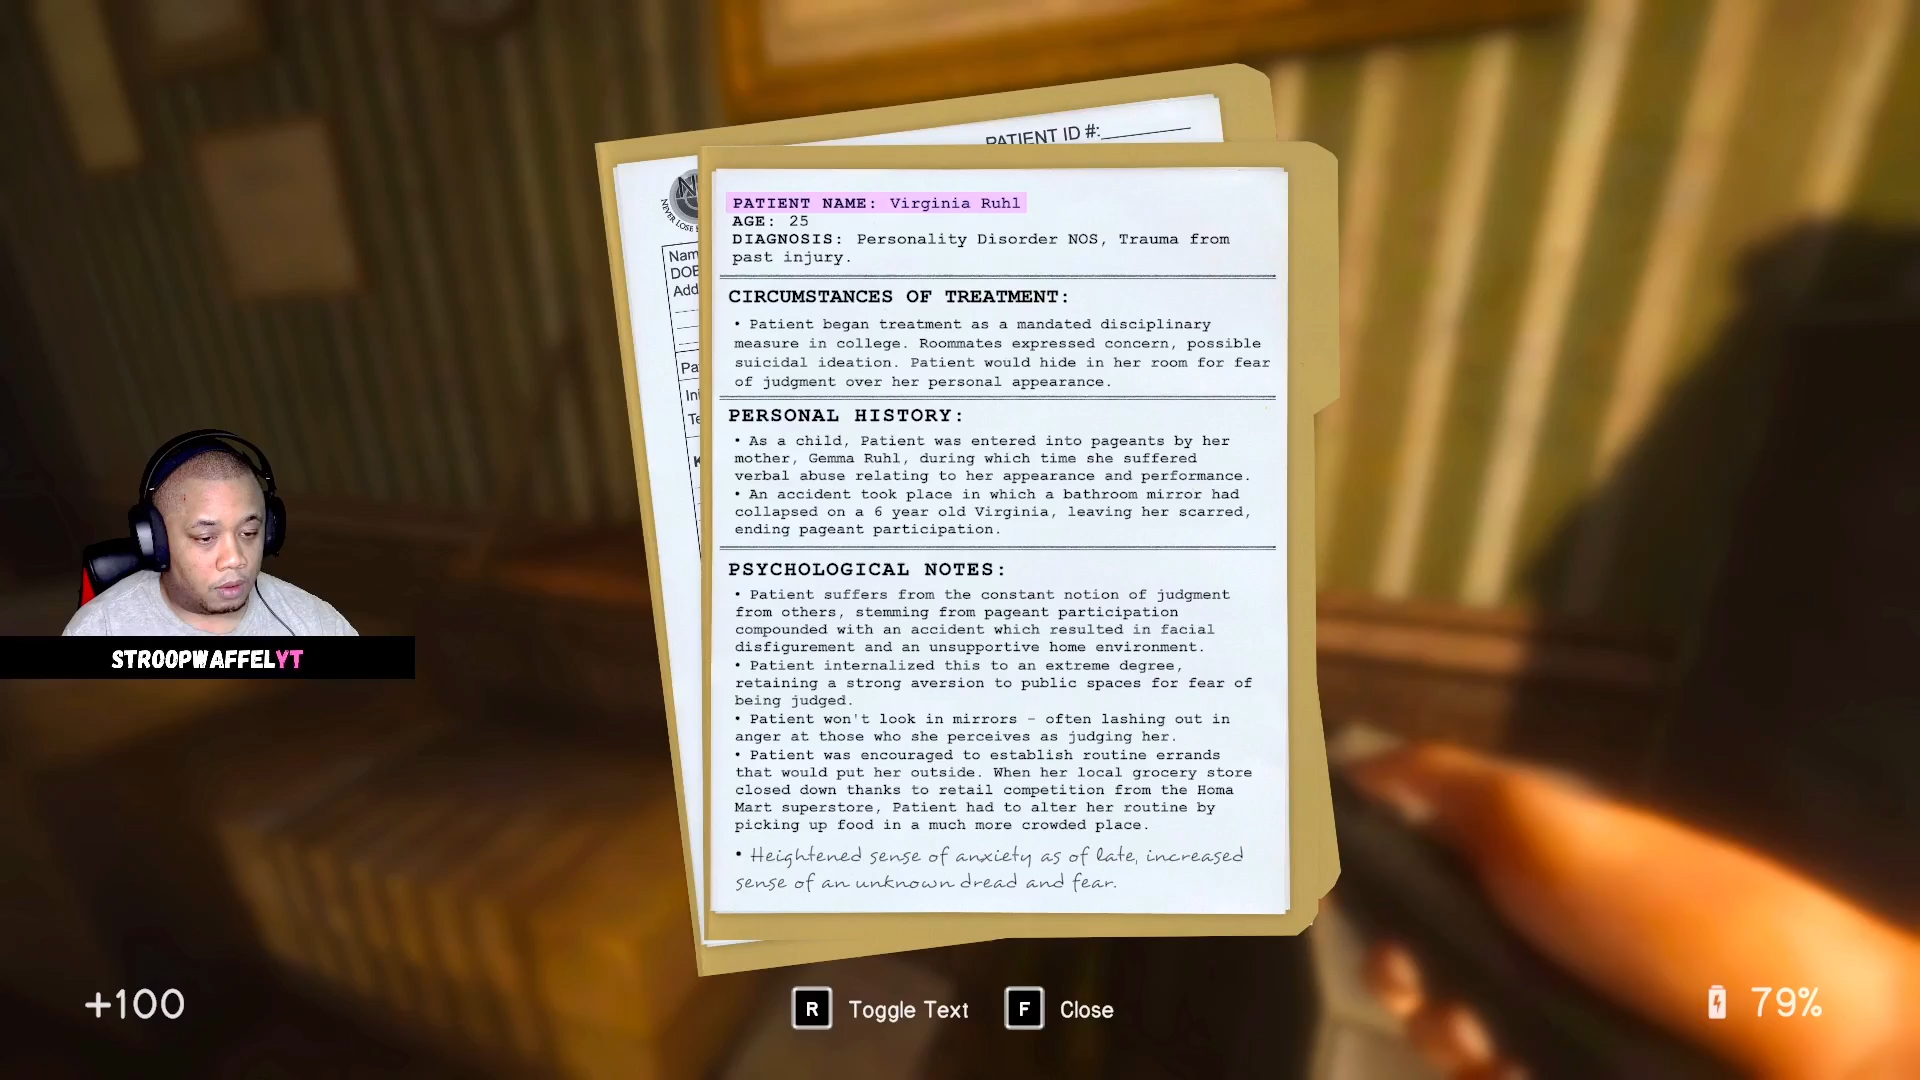 PATIENT ID #:
NEVER LOSE
Nam
DOB
Add
Pa
Ini
Te
PATIENT NAME: Virginia Ruhl
AGE: 25
DIAGNOSIS: Personality Disorder NOS, Trauma from
past injury.
CIRCUMSTANCES OF TREATMENT:
• Patient began treatment as a mandated disciplinary
measure in college. Roommates expressed concern, possible
suicidal ideation. Patient would hide in her room for fear
of judgment over her personal appearance.
PERSONAL HISTORY:
• As a child, Patient was entered into pageants by her
mother, Gemma Ruhl, during which time she suffered
verbal abuse relating to her appearance and performance.
• An accident took place in which a bathroom mirror had
collapsed on a 6 year old Virginia, leaving her scarred,
ending pageant participation.
PSYCHOLOGICAL NOTES:
• Patient suffers from the constant notion of judgment
from others, stemming from pageant participation
compounded with an accident which resulted in facial
disfigurement and an unsupportive home environment.
• Patient internalized this to an extreme degree,
retaining a strong aversion to public spaces for fear of
being judged.
• Patient won't look in mirrors - often lashing out in
anger at those who she perceives as judging her.
• Patient was encouraged to establish routine errands
that would put her outside. When her local grocery store
closed down thanks to retail competition from the Homa
Mart superstore, Patient had to alter her routine by
picking up food in a much more crowded place.
• Heightened sense of anxiety as of late, increased
sense of an unknown dread and fear.
STROOPWAFFELYT
+100
R Toggle Text F Close
79%